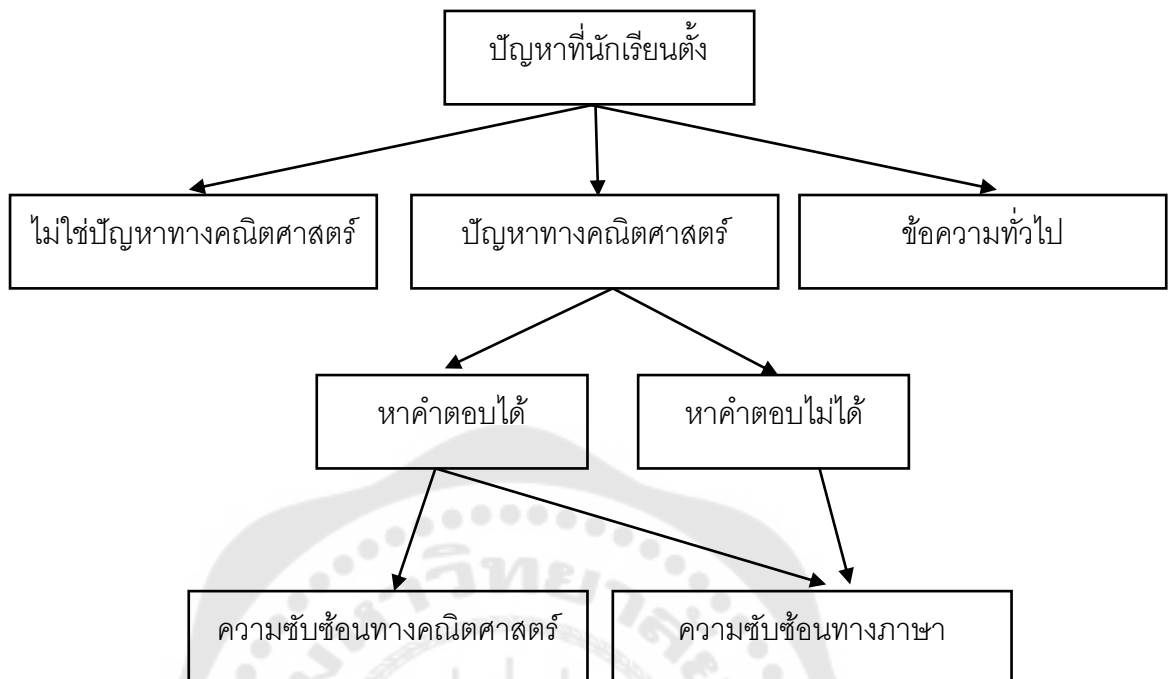 ปัญหาที่นักเรียนตั้ง
ไม่ใช่ปัญหาทางคณิตศาสตร์
ปัญหาทางคณิตศาสตร์
ข้อความทั่วไป
หาคำตอบได้
หาคำตอบไม่ได้
ความซับซ้อนทางคณิตศาสตร์
ความซับซ้อนทางภาษา